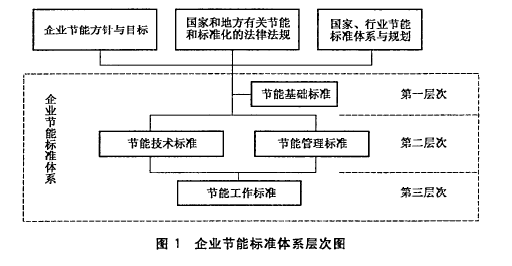 企业节能方针与目标
国家和地方有关节能
和标准化的法律法规
国家、行业节能
标准体系与规划
企业节能标准体系
节能基础标准
第一层次
节能技术标准
节能管理标准
第二层次
节能工作标准
第三层次
图 1 企业节能标准体系层次图